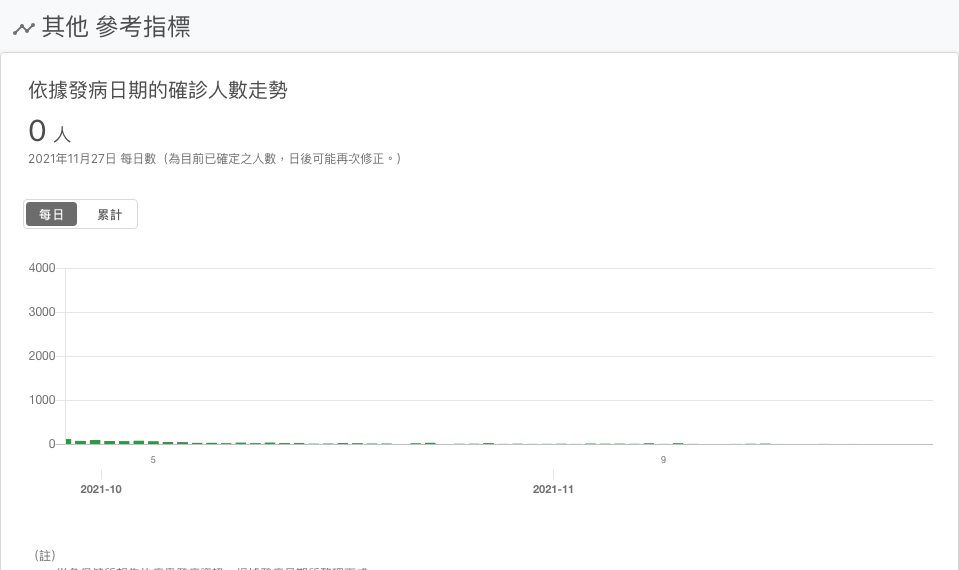 其他 參考指標
依據發病日期的確診人數走勢
0 人
2021年11月27日 每日數（為目前已確定之人數，日後可能再次修正。）
每日 累計
4000
3000
2000
1000
0
5 9
2021-10 2021-11
（註）